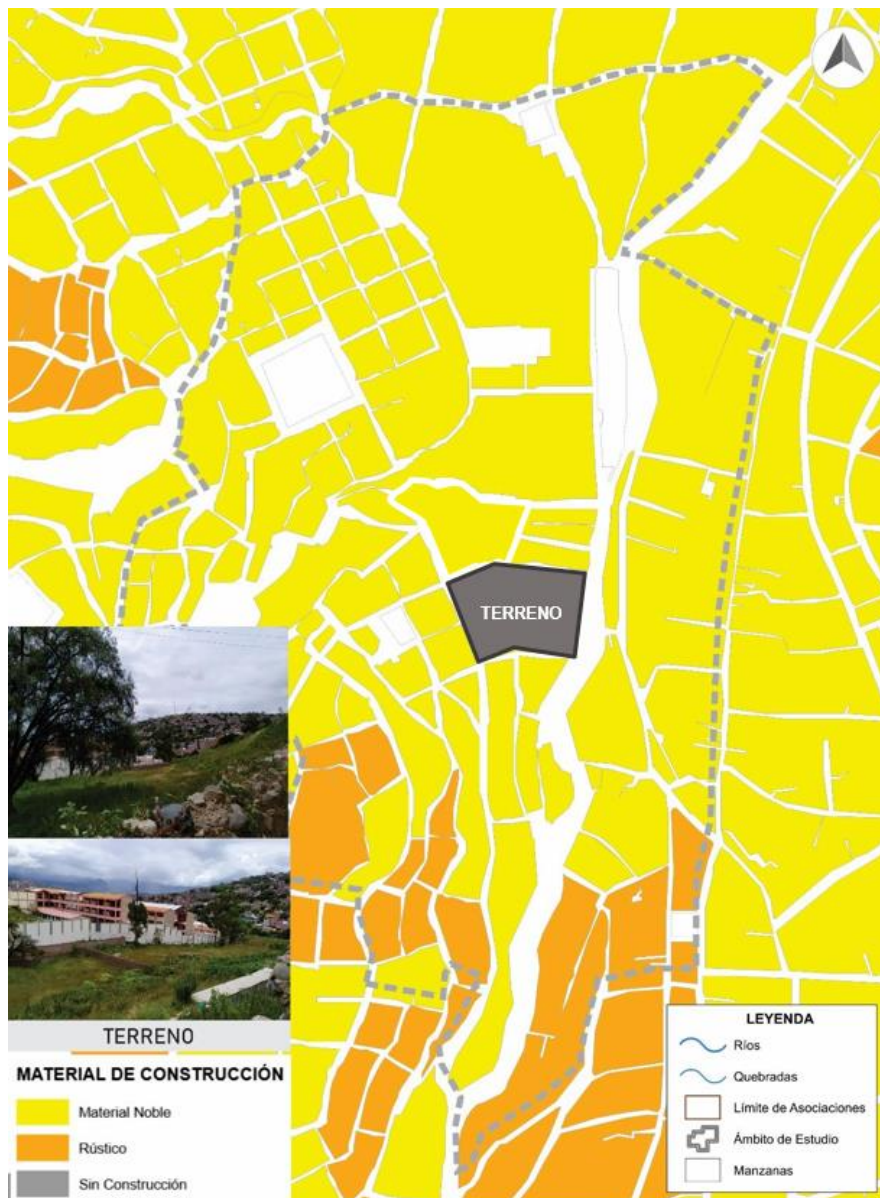 TERRENO
TERRENO
MATERIAL DE CONSTRUCCIÓN
Material Noble
Rústico
Sin Construcción
LEYENDA
Ríos
Quebradas
Límite de Asociaciones
Ámbito de Estudio
Manzanas